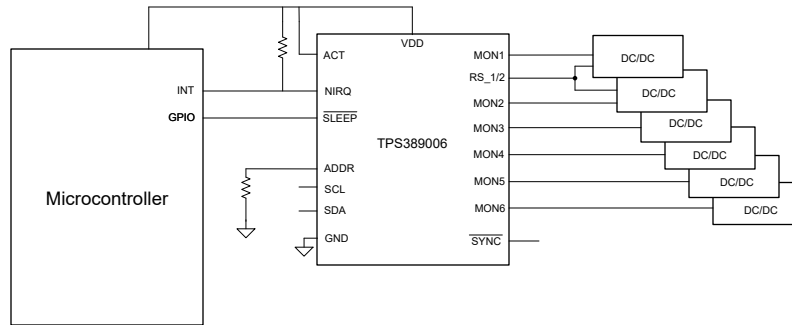 Microcontroller
INT
GPIO
TPS389006
VDD
ACT
NIRQ
SLEEP
ADDR
SCL
SDA
GND
MON1
RS_1/2
MON2
MON3
MON4
MON5
MON6
SYNC
DC/DC
DC/DC
DC/DC
DC/DC
DC/DC
DC/DC